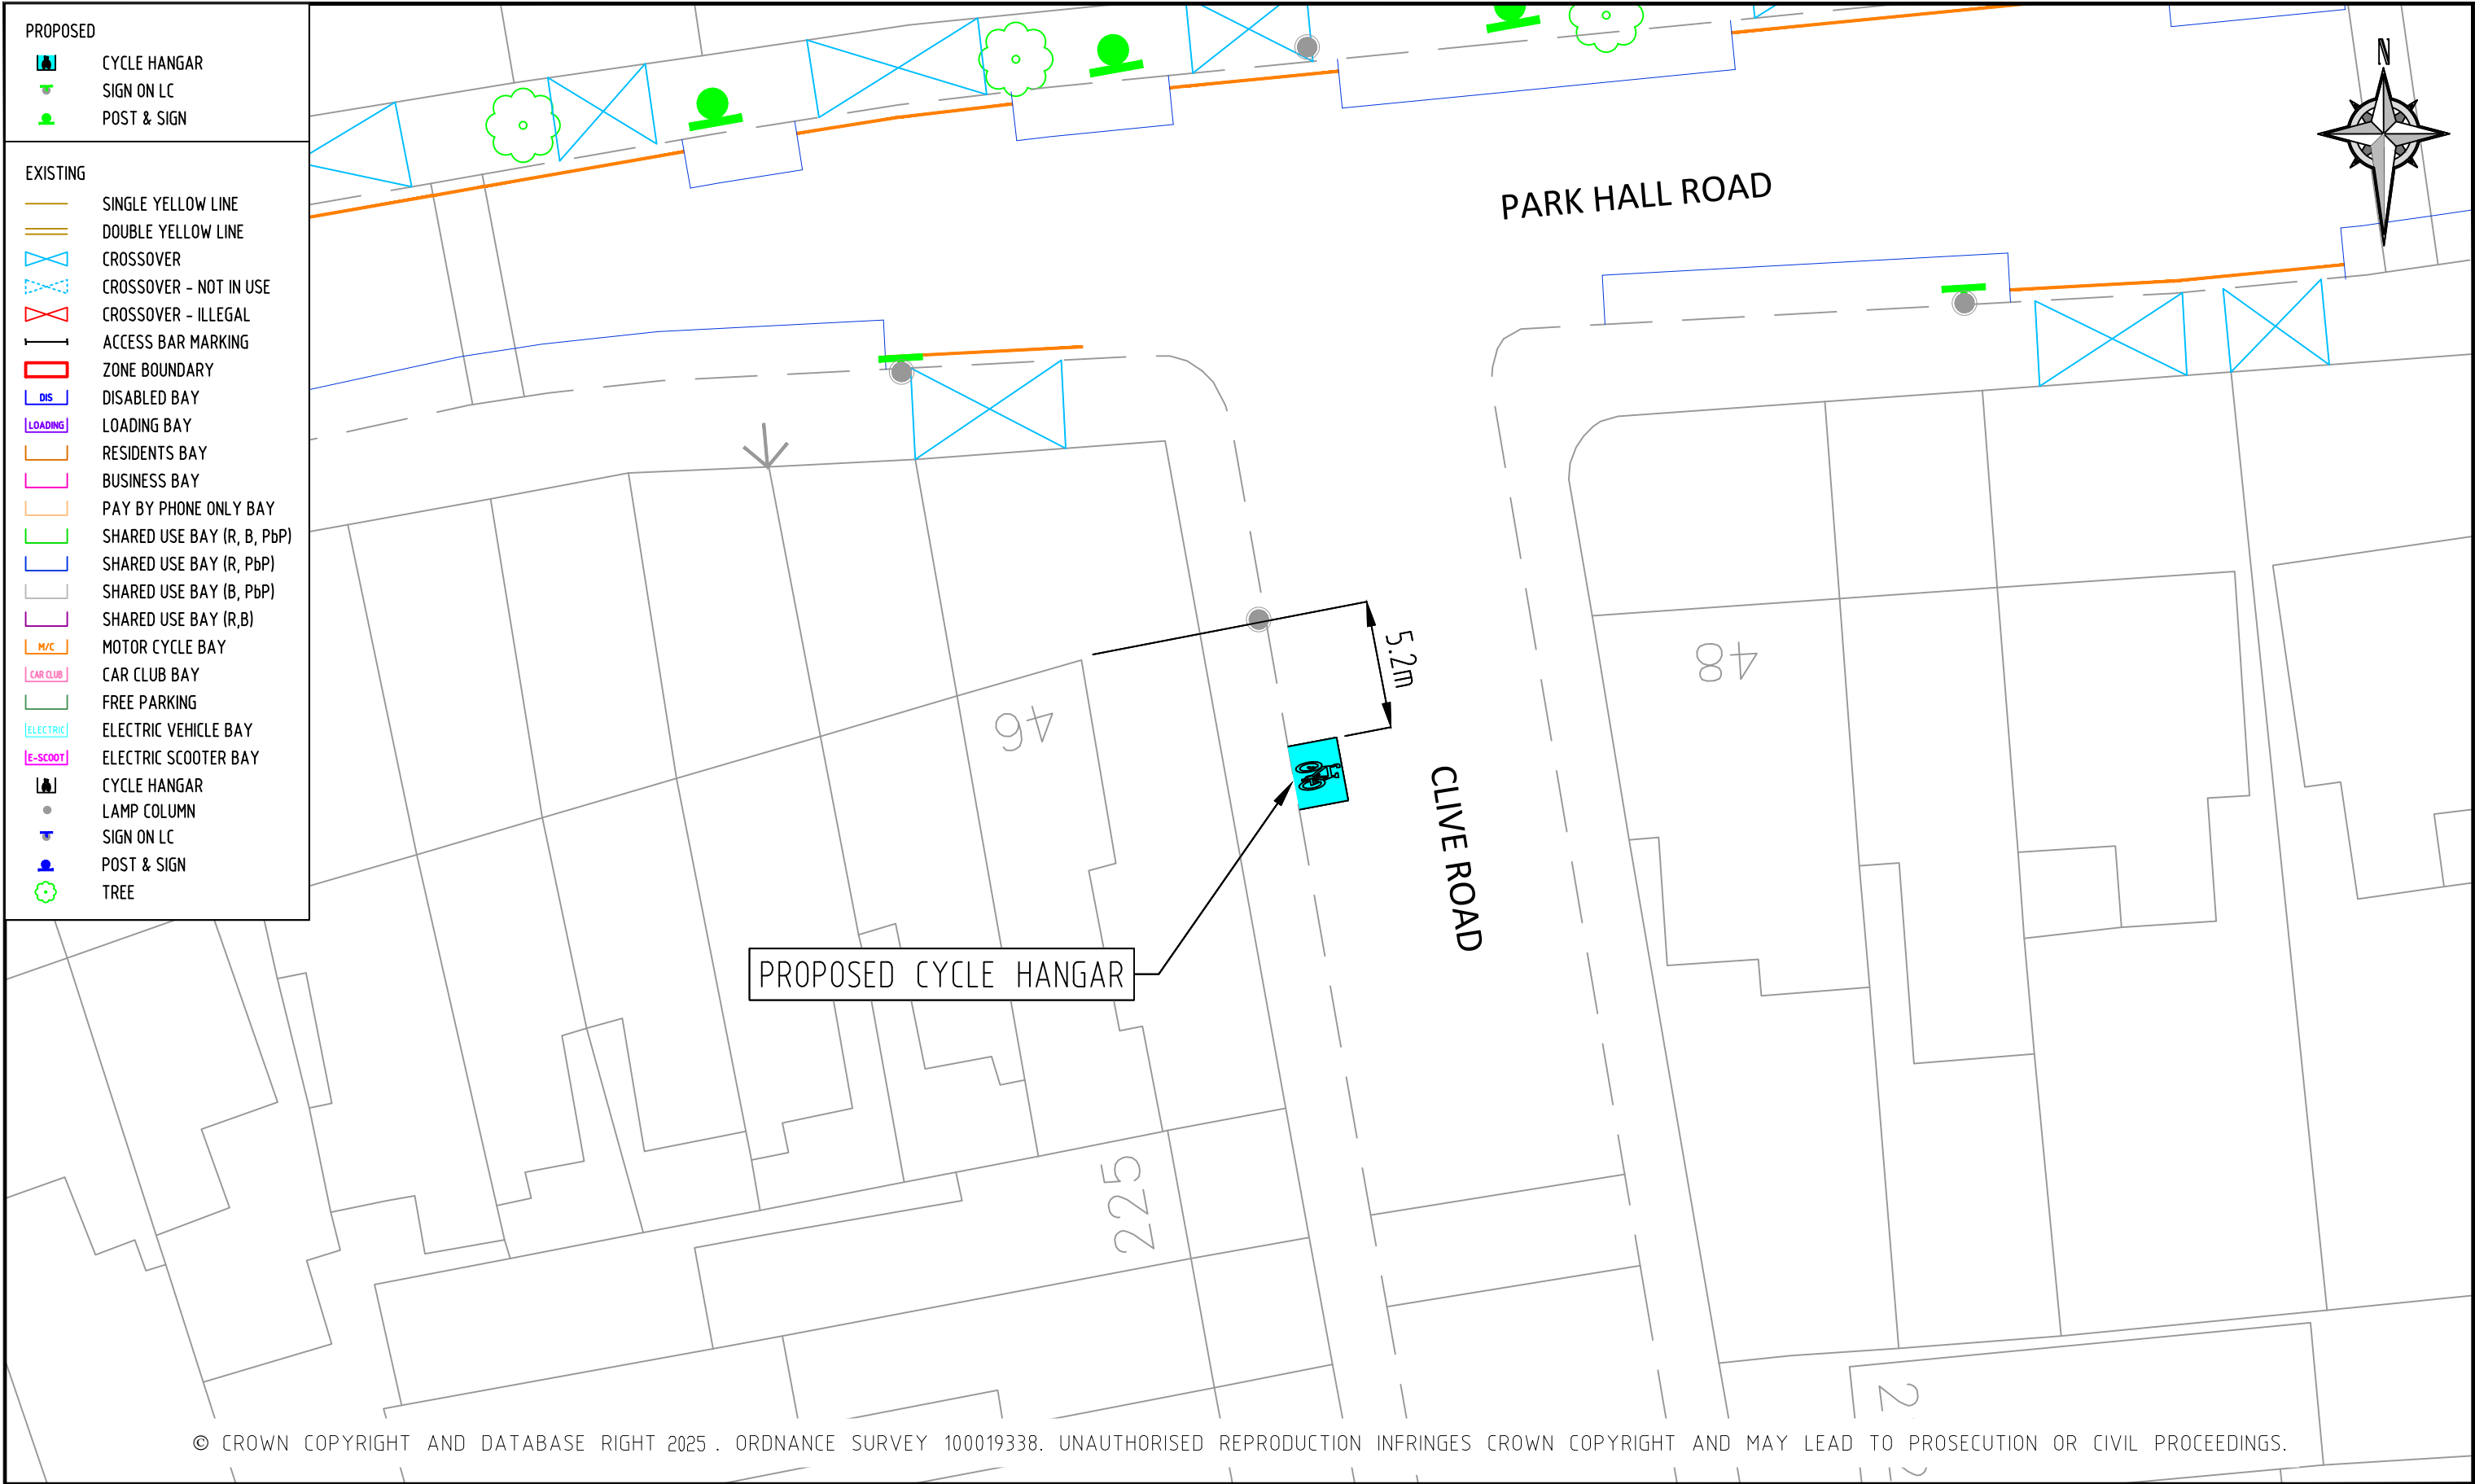 PROPOSED
CYCLE HANGAR
SIGN ON LC
POST & SIGN
EXISTING
SINGLE YELLOW LINE
DOUBLE YELLOW LINE
CROSSOVER
CROSSOVER - NOT IN USE
CROSSOVER - ILLEGAL
ACCESS BAR MARKING
ZONE BOUNDARY
DIS DISABLED BAY
LOADING LOADING BAY
RESIDENTS BAY
BUSINESS BAY
PAY BY PHONE ONLY BAY
SHARED USE BAY (R, B, PbP)
SHARED USE BAY (R, PbP)
SHARED USE BAY (B, PbP)
SHARED USE BAY (R,B)
M/C MOTOR CYCLE BAY
CAR CLUB CAR CLUB BAY
FREE PARKING
ELECTRIC ELECTRIC VEHICLE BAY
E-SCOOT ELECTRIC SCOOTER BAY
CYCLE HANGAR
LAMP COLUMN
SIGN ON LC
POST & SIGN
TREE
N
PARK HALL ROAD
5.2m
48
46
CLIVE ROAD
PROPOSED CYCLE HANGAR
225
© CROWN COPYRIGHT AND DATABASE RIGHT 2025 . ORDNANCE SURVEY 100019338. UNAUTHORISED REPRODUCTION INFRINGES CROWN COPYRIGHT AND MAY LEAD TO PROSECUTION OR CIVIL PROCEEDINGS.